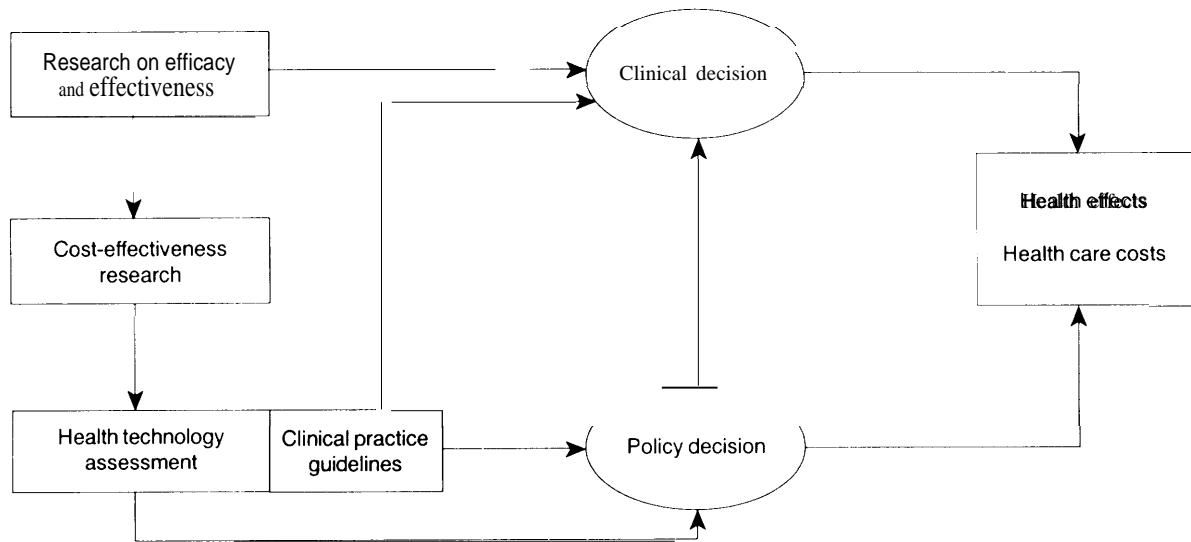 Research on efficacy
and effectiveness
Clinical decision
Cost-effectiveness
research
Health effects
Health care costs
Health technology
assessment
Clinical practice
guidelines
Policy decision